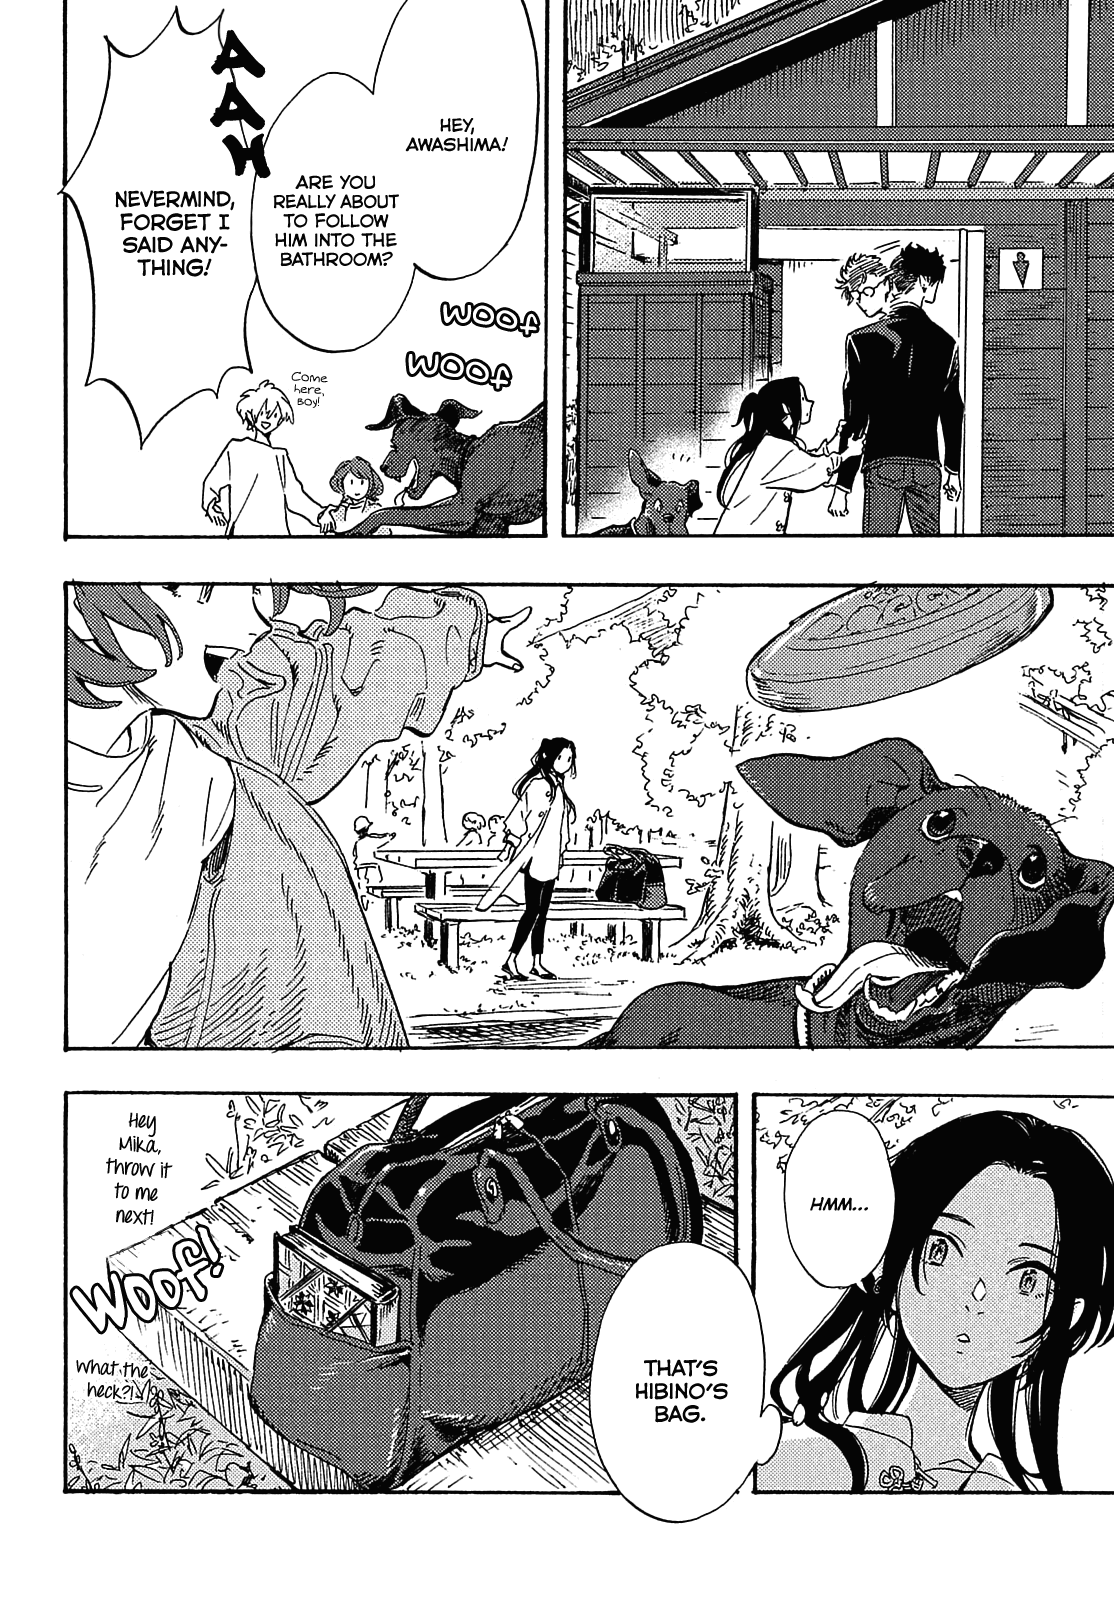 HEY,
AWASHIMA!
ARE YOU
REALLY ABOUT
TO FOLLOW
HIM INTO THE
BATHROOM?
A
A
A
H
NEVERMIND,
FORGET I
SAID ANY-
THING!
WOOF
WOOF
Come
here,
boy!
HMM...
THAT'S
HIBINO'S
BAG.
Hey
Mika,
throw it
to me
next!
WOOF!
What the
heck?!